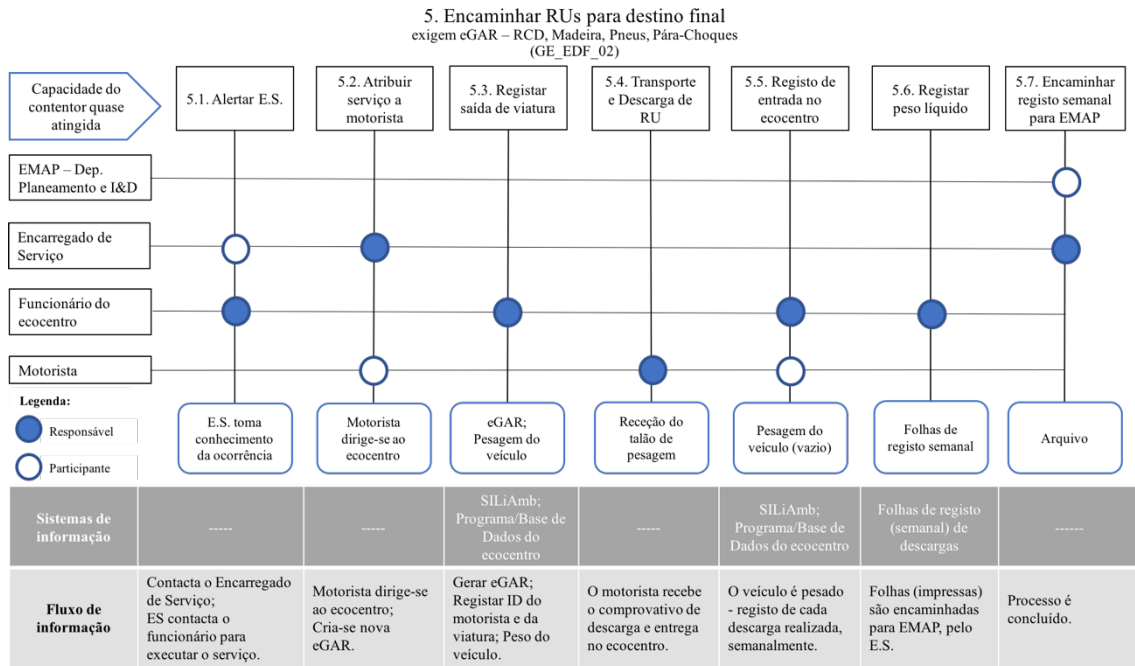 5. Encaminhar RUs para destino final
exigem eGAR – RCD, Madeira, Pneus, Pára-Choques
(GE_EDF_02)
Capacidade do
contentor quase
atingida
5.1. Alertar E.S.
5.2. Atribuir
serviço a
motorista
5.3. Registar
saída de viatura
5.4. Transporte
e Descarga de
RU
5.5. Registo de
entrada no
ecocentro
5.6. Registar
peso líquido
5.7. Encaminhar
registo semanal
para EMAP
EMAP – Dep.
Planeamento e I&D
Encarregado de
Serviço
Funcionário do
ecocentro
Motorista
Legenda:
Responsável
Participante
E.S. toma
conhecimento
da ocorrência
Motorista
dirige-se ao
ecocentro
eGAR;
Pesagem do
veículo
Receção do
talão de
pesagem
Pesagem do
veículo (vazio)
Folhas de
registo semanal
Arquivo
Sistemas de
informação
-----
-----
SILiAmb;
Programa/Base de
Dados do
ecocentro
-----
SILiAmb;
Programa/Base de
Dados do ecocentro
Folhas de registo
(semanal) de
descargas
------
Fluxo de
informação
Contacta o Encarregado
de Serviço;
ES contacta o
funcionário para
executar o serviço.
Motorista dirige-se
ao ecocentro;
Cria-se nova
eGAR.
Gerar eGAR;
Registar ID do
motorista e da
viatura; Peso do
veículo.
O motorista recebe
o comprovativo de
descarga e entrega
no ecocentro.
O veículo é pesado
- registo de cada
descarga realizada,
semanalmente.
Folhas (impressas)
são encaminhadas
para EMAP, pelo
E.S.
Processo é
concluído.